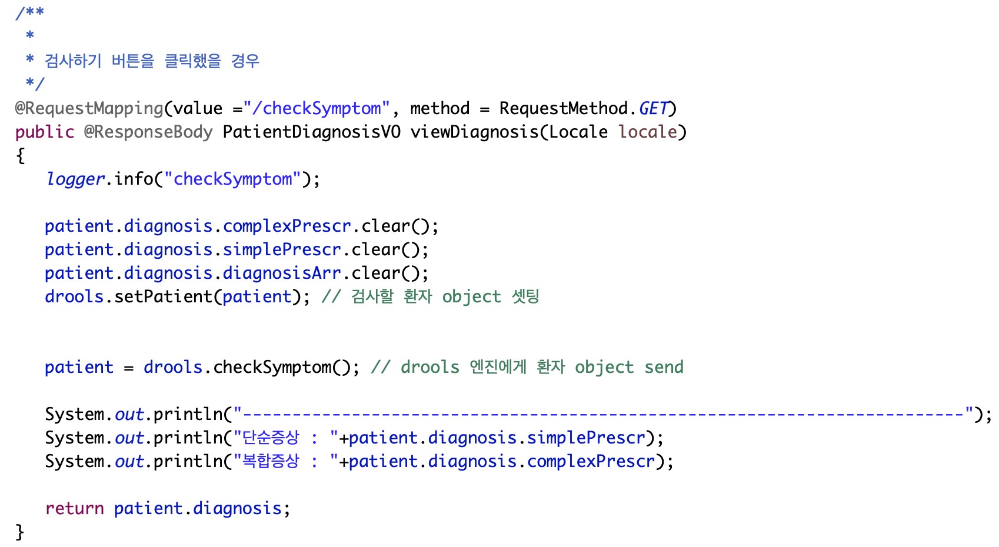 /**
 *
 * 검사하기 버튼을 클릭했을 경우
 */
@RequestMapping(value ="/checkSymptom", method = RequestMethod.GET)
public @ResponseBody PatientDiagnosisVO viewDiagnosis(Locale locale)
{
   logger.info("checkSymptom");
   patient.diagnosis.complexPrescr.clear();
   patient.diagnosis.simplePrescr.clear();
   patient.diagnosis.diagnosisArr.clear();
   drools.setPatient(patient); // 검사할 환자 object 셋팅
   patient = drools.checkSymptom(); // drools 엔진에게 환자 object send
   System.out.println("-------------------------------------------------------------------------");
   System.out.println("단순증상 : "+patient.diagnosis.simplePrescr);
   System.out.println("복합증상 : "+patient.diagnosis.complexPrescr);
   return patient.diagnosis;
}